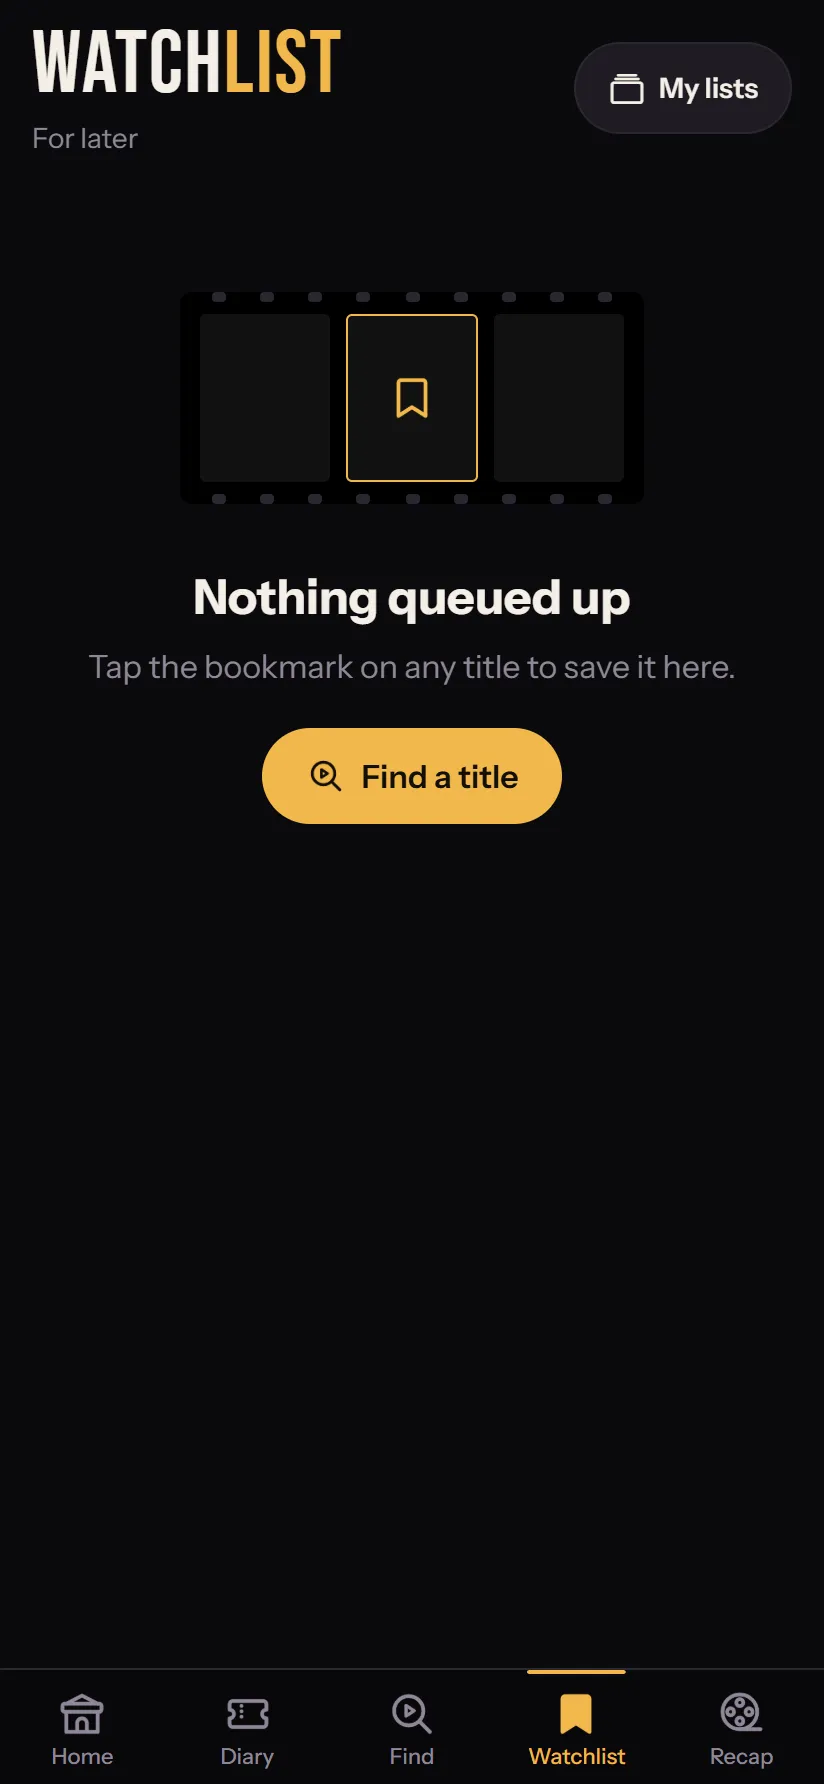 WATCHLIST
For later
My lists
Nothing queued up
Tap the bookmark on any title to save it here.
Find a title
Home
Diary
Find
Watchlist
Recap